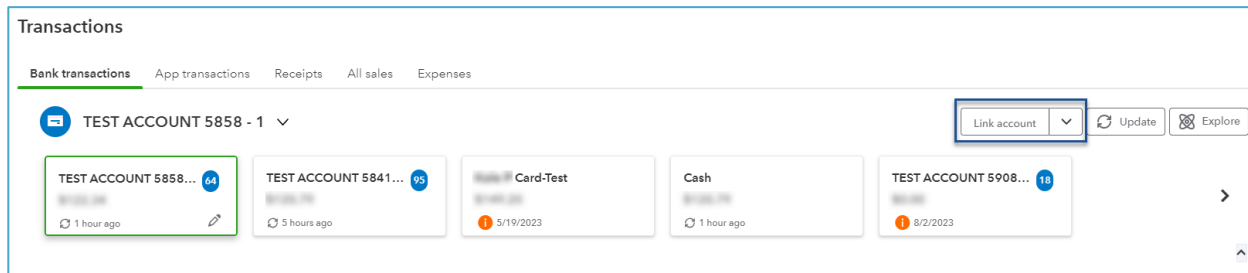 Transactions
Bank transactions App transactions Receipts All sales Expenses
TEST ACCOUNT 5858 - 1
Link account Update Explore
TEST ACCOUNT 5858... 64
TEST ACCOUNT 5841... 95
Card-Test
Cash
TEST ACCOUNT 5908... 18
1 hour ago
5 hours ago
5/19/2023
1 hour ago
8/2/2023